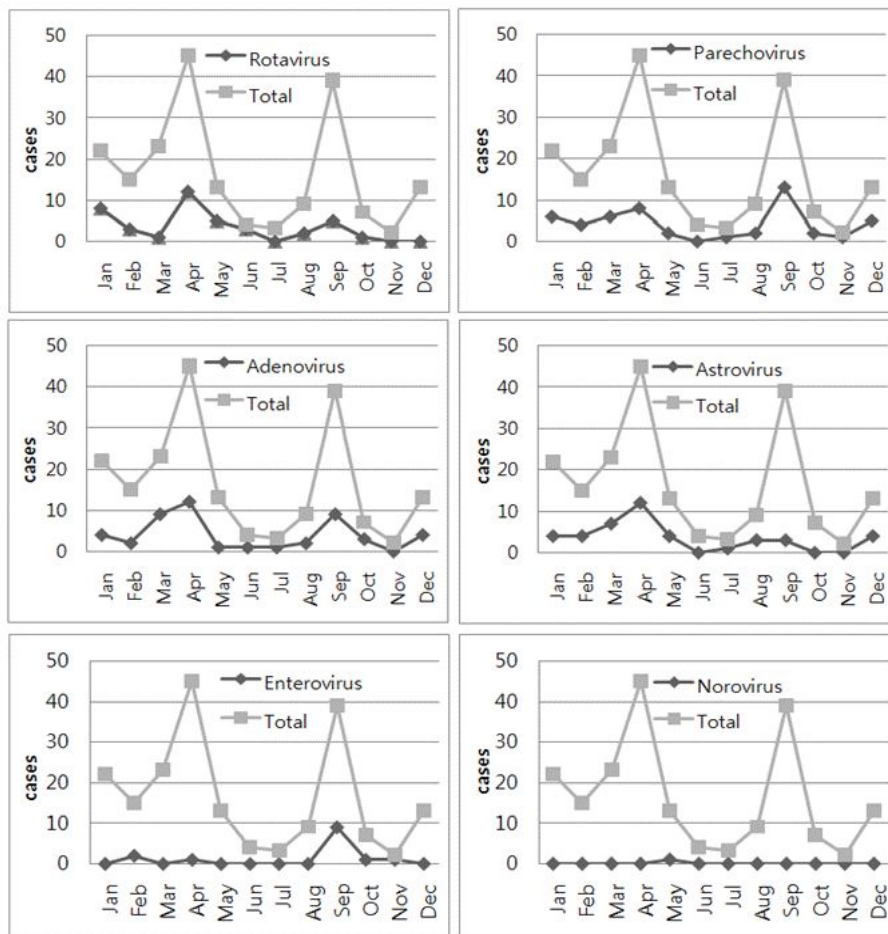 50
40
30
20
10
0
cases
Rotavirus
Total
Jan
Feb
Mar
Apr
May
Jun
Jul
Aug
Sep
Oct
Nov
Dec
50
40
30
20
10
0
Parechovirus
Total
Jan
Feb
Mar
Apr
May
Jun
Jul
Aug
Sep
Oct
Nov
Dec
50
40
30
20
10
0
cases
Adenovirus
Total
Jan
Feb
Mar
Apr
May
Jun
Jul
Aug
Sep
Oct
Nov
Dec
50
40
30
20
10
0
cases
Astrovirus
Total
Jan
Feb
Mar
Apr
May
Jun
Jul
Aug
Sep
Oct
Nov
Dec
50
40
30
20
10
0
cases
Enterovirus
Total
Jan
Feb
Mar
Apr
May
Jun
Jul
Aug
Sep
Oct
Nov
Dec
50
40
30
20
10
0
cases
Norovirus
Total
Jan
Feb
Mar
Apr
May
Jun
Jul
Aug
Sep
Oct
Nov
Dec